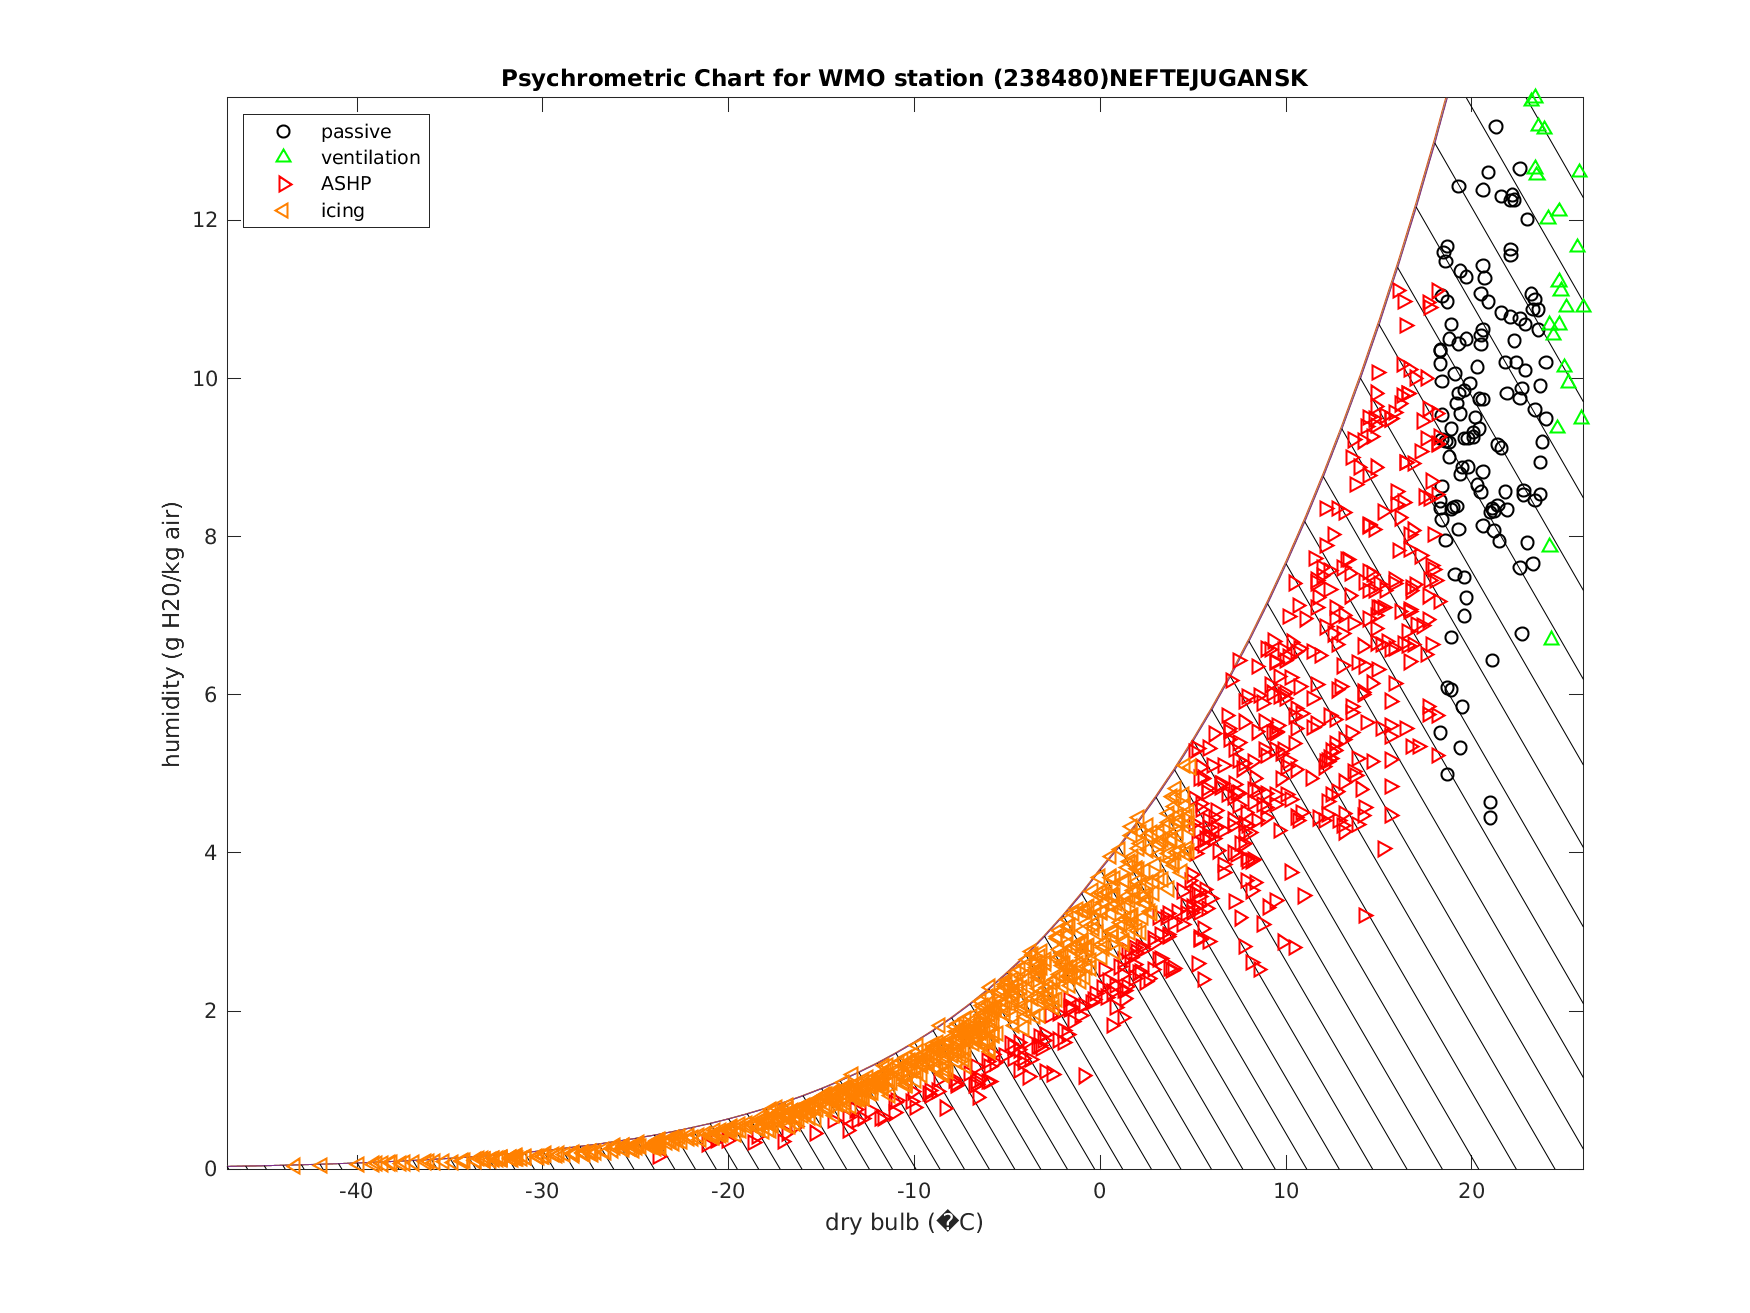 Psychrometric Chart for WMO station (238480)NEFTEJUGANSK
passive
ventilation
ASHP
icing
humidity (g H20/kg air)
12
10
8
6
4
2
0
-40
-30
-20
-10
0
10
20
dry bulb (�C)